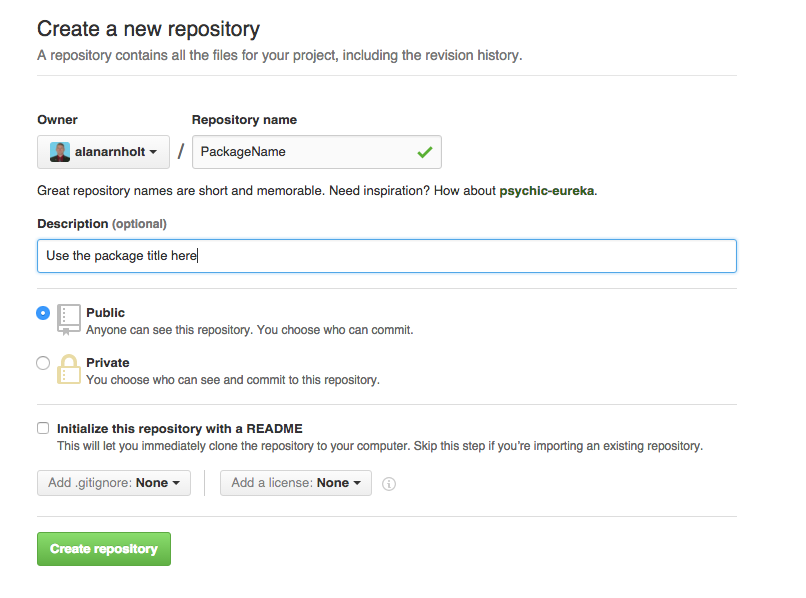 Create a new repository
A repository contains all the files for your project, including the revision history.
Owner
Repository name
alanarnholt / PackageName
Great repository names are short and memorable. Need inspiration? How about psychic-eureka.
Description (optional)
Use the package title here
Public
Anyone can see this repository. You choose who can commit.
Private
You choose who can see and commit to this repository.
Initialize this repository with a README
This will let you immediately clone the repository to your computer. Skip this step if you're importing an existing repository.
Add .gitignore: None
Add a license: None
Create repository